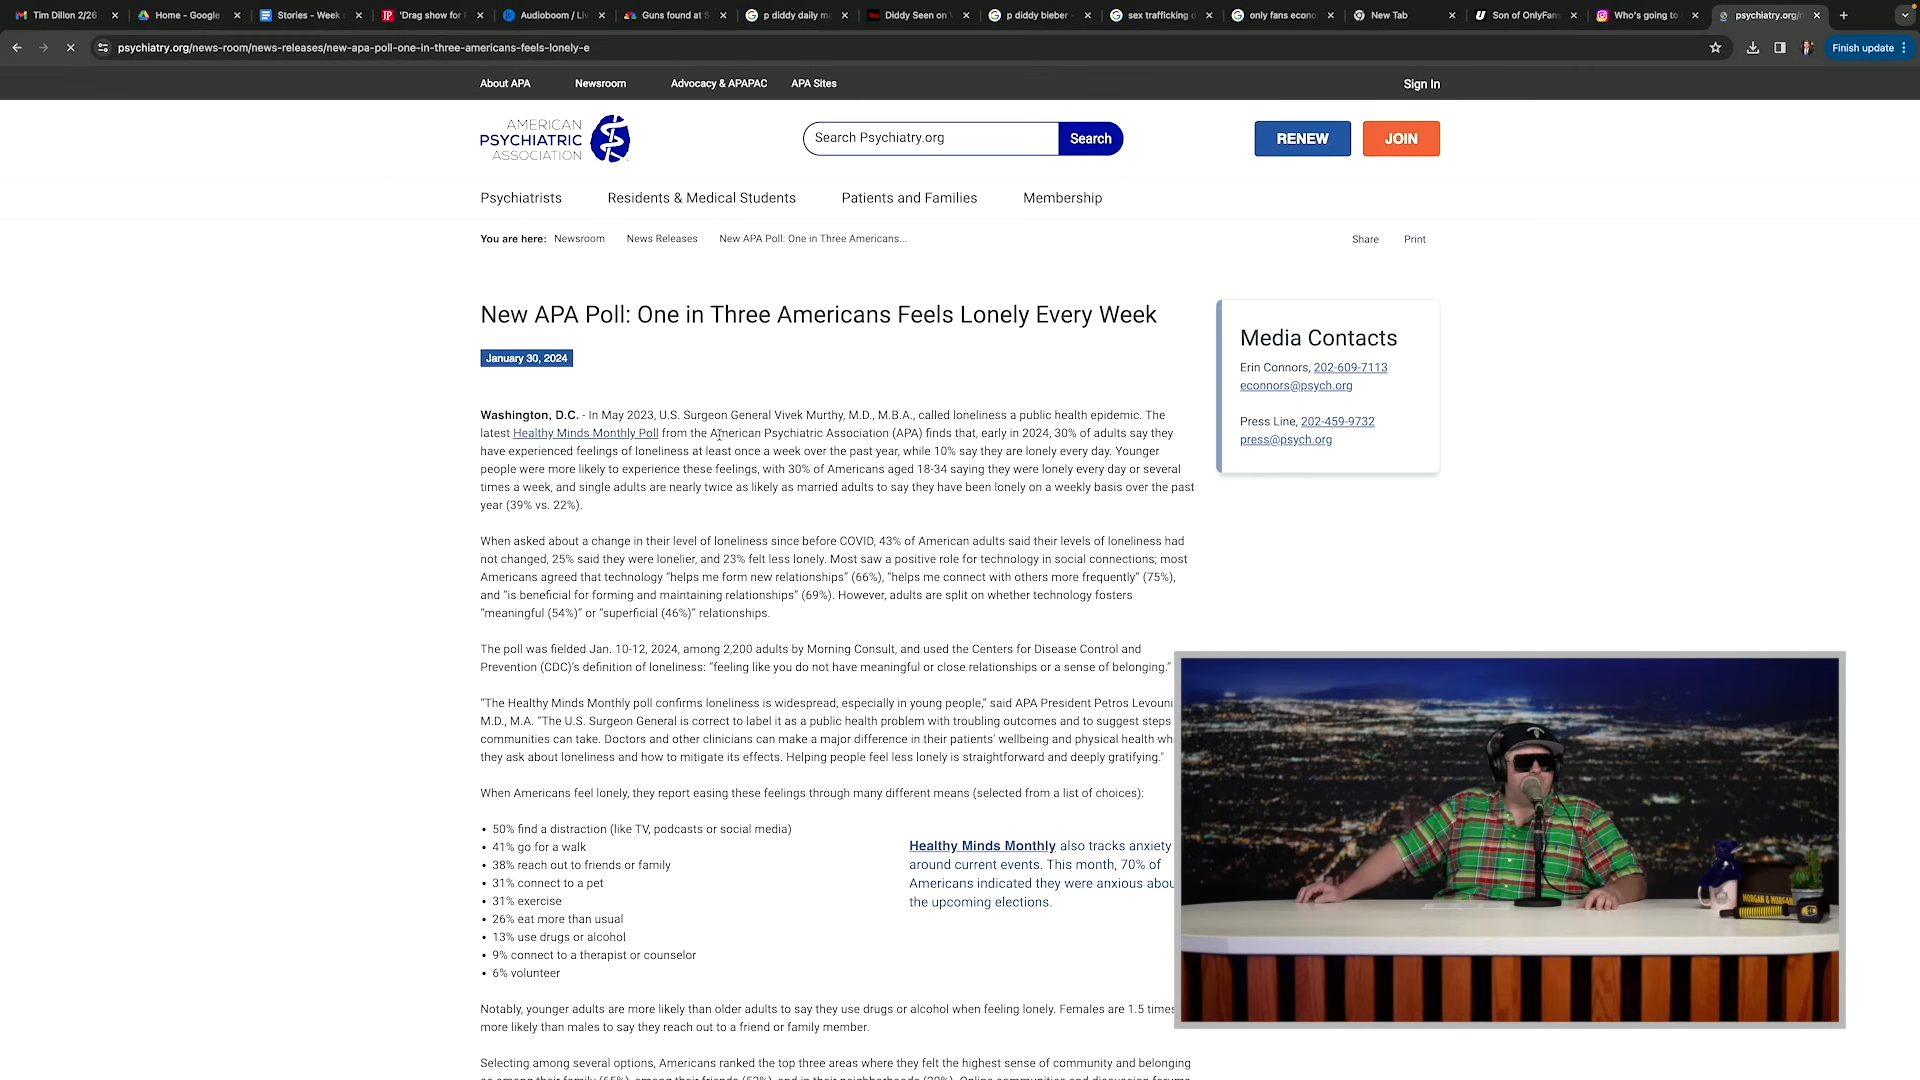 Tim Dillon 2/26
Home - Google
Stories - Week
'Drag show for
Audioboom / Liv
Guns found at S
p diddy daily ma
Diddy Seen on
p diddy bieber
sex trafficking
only fans econo
New Tab
Son of OnlyFans
Who's going to
psychiatry.org/
psychiatry.org/news-room/news-releases/new-apa-poll-one-in-three-americans-feels-lonely-e
Finish update
About APA
Newsroom
Advocacy & APAPAC
APA Sites
Sign In
AMERICAN
PSYCHIATRIC
ASSOCIATION
Search Psychiatry.org
Search
RENEW
JOIN
Psychiatrists
Residents & Medical Students
Patients and Families
Membership
You are here: Newsroom News Releases New APA Poll: One in Three Americans...
Share
Print
New APA Poll: One in Three Americans Feels Lonely Every Week
January 30, 2024
Washington, D.C. - In May 2023, U.S. Surgeon General Vivek Murthy, M.D., M.B.A., called loneliness a public health epidemic. The
latest Healthy Minds Monthly Poll from the American Psychiatric Association (APA) finds that, early in 2024, 30% of adults say they
have experienced feelings of loneliness at least once a week over the past year, while 10% say they are lonely every day. Younger
people were more likely to experience these feelings, with 30% of Americans aged 18-34 saying they were lonely every day or several
times a week, and single adults are nearly twice as likely as married adults to say they have been lonely on a weekly basis over the past
year (39% vs. 22%).
When asked about a change in their level of loneliness since before COVID, 43% of American adults said their levels of loneliness had
not changed, 25% said they were lonelier, and 23% felt less lonely. Most saw a positive role for technology in social connections; most
Americans agreed that technology “helps me form new relationships” (66%), “helps me connect with others more frequently” (75%),
and “is beneficial for forming and maintaining relationships” (69%). However, adults are split on whether technology fosters
“meaningful (54%)” or “superficial (46%)” relationships.
The poll was fielded Jan. 10-12, 2024, among 2,200 adults by Morning Consult, and used the Centers for Disease Control and
Prevention (CDC)'s definition of loneliness: “feeling like you do not have meaningful or close relationships or a sense of belonging.”
“The Healthy Minds Monthly poll confirms loneliness is widespread, especially in young people,” said APA President Petros Levouni
M.D., M.A. “The U.S. Surgeon General is correct to label it as a public health problem with troubling outcomes and to suggest steps
communities can take. Doctors and other clinicians can make a major difference in their patients' wellbeing and physical health wh
they ask about loneliness and how to mitigate its effects. Helping people feel less lonely is straightforward and deeply gratifying.”
When Americans feel lonely, they report easing these feelings through many different means (selected from a list of choices):
• 50% find a distraction (like TV, podcasts or social media)
• 41% go for a walk
• 38% reach out to friends or family
• 31% connect to a pet
• 31% exercise
• 26% eat more than usual
• 13% use drugs or alcohol
• 9% connect to a therapist or counselor
• 6% volunteer
Healthy Minds Monthly also tracks anxiety
around current events. This month, 70% of
Americans indicated they were anxious abou
the upcoming elections.
Notably, younger adults are more likely than older adults to say they use drugs or alcohol when feeling lonely. Females are 1.5 times
more likely than males to say they reach out to a friend or family member.
Selecting among several options, Americans ranked the top three areas where they felt the highest sense of community and belonging
Media Contacts
Erin Connors, 202-609-7113
econnors@psych.org
Press Line, 202-459-9732
press@psych.org
MORGAN & MORGAN